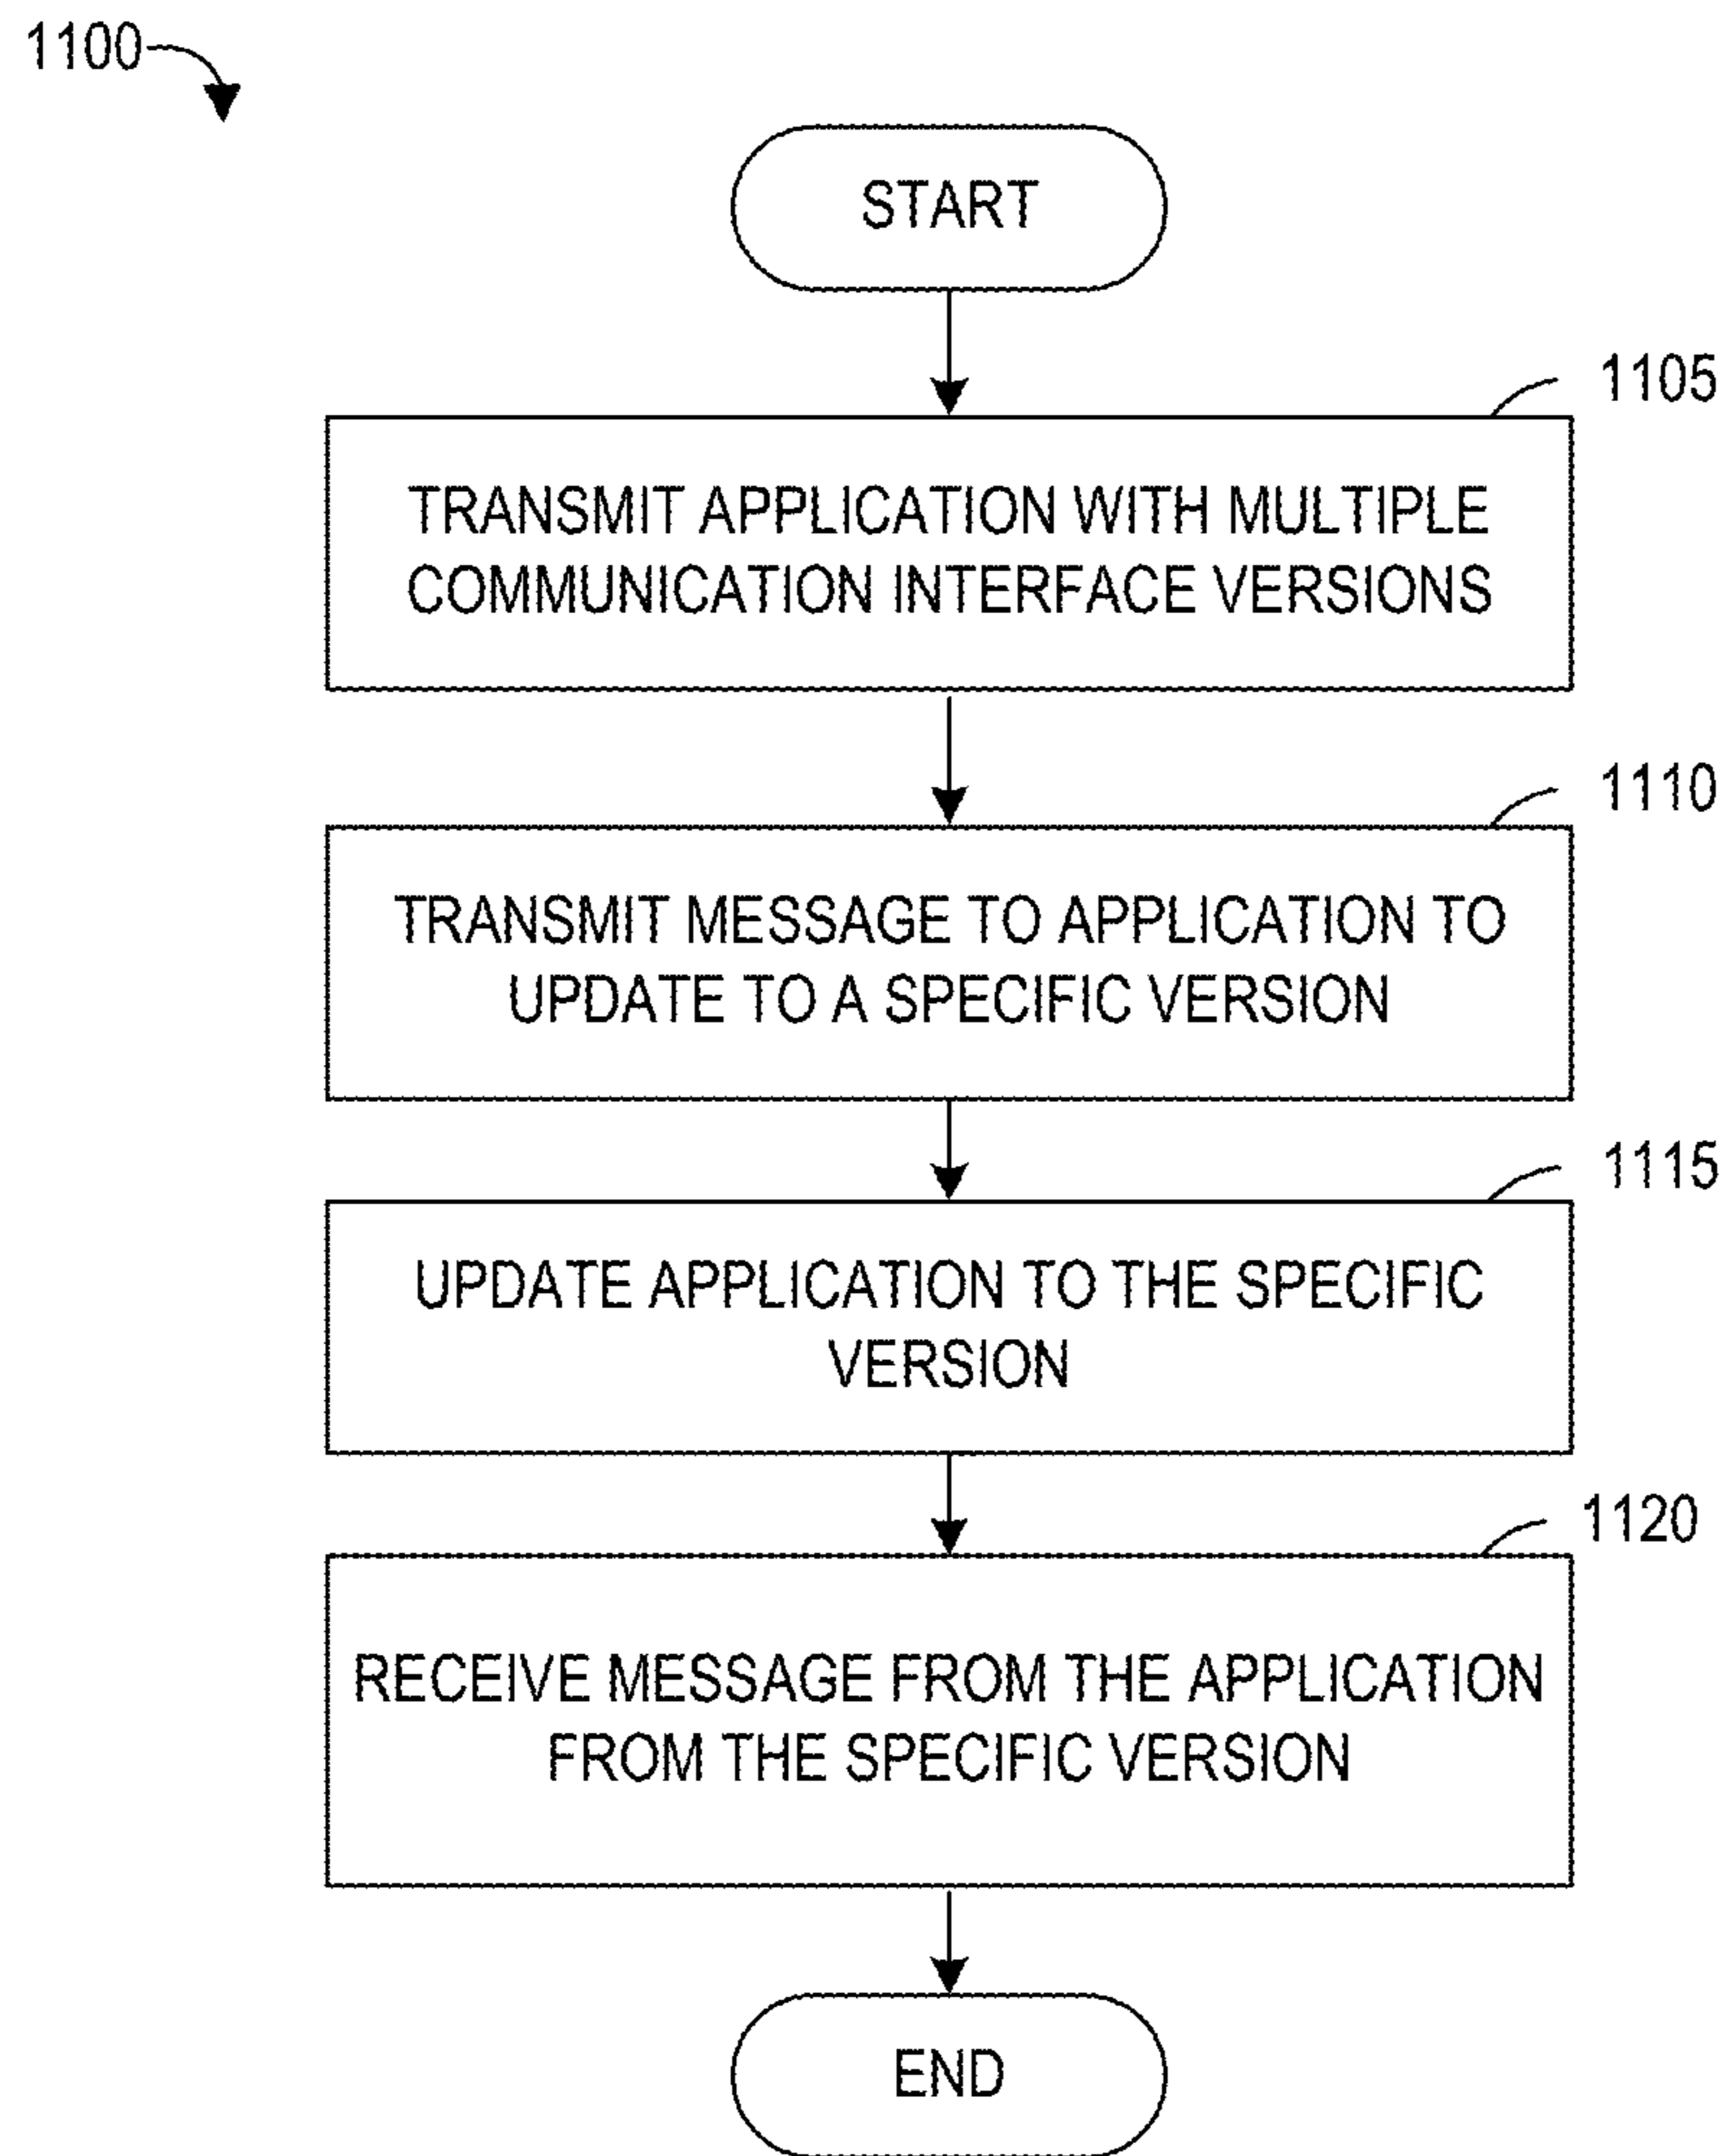 1100
START
1105
TRANSMIT APPLICATION WITH MULTIPLE
COMMUNICATION INTERFACE VERSIONS
1110
TRANSMIT MESSAGE TO APPLICATION TO
UPDATE TO A SPECIFIC VERSION
1115
UPDATE APPLICATION TO THE SPECIFIC
VERSION
1120
RECEIVE MESSAGE FROM THE APPLICATION
FROM THE SPECIFIC VERSION
END